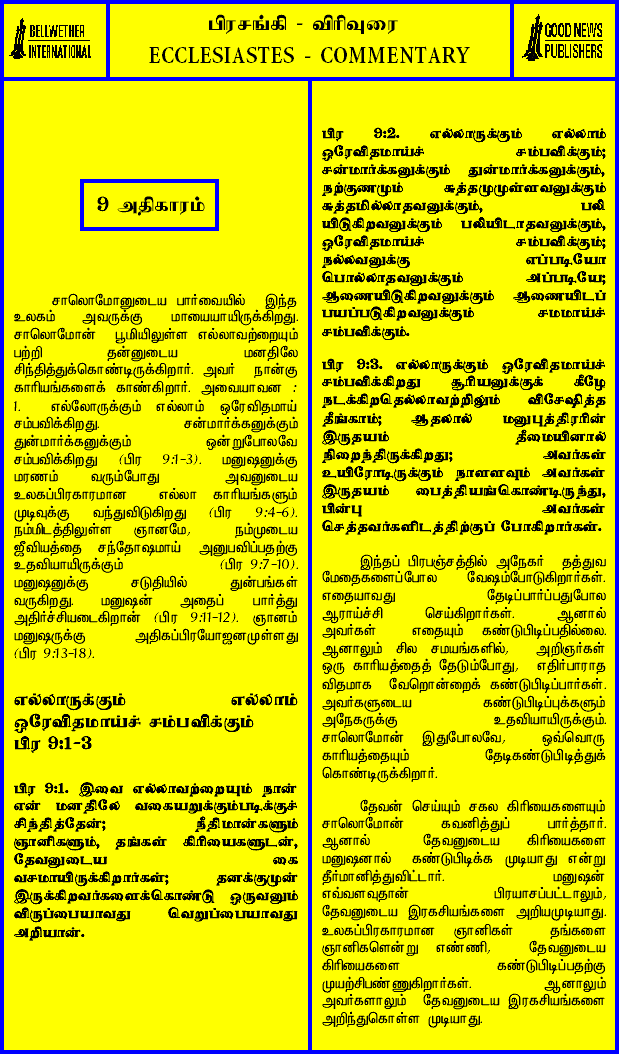 BELLWETHER
INTERNATIONAL
பிரசங்கி - விரிவுரை
ECCLESIASTES - COMMENTARY
GOOD NEWS
PUBLISHERS
9 அதிகாரம்
சாலொமோனுடைய பார்வையில் இந்த
உலகம் அவருக்கு மாயையாயிருக்கிறது.
சாலொமோன் பூமியிலுள்ள எல்லாவற்றையும்
பற்றி தன்னுடைய மனதிலே
சிந்தித்துக்கொண்டிருக்கிறார். அவர் நான்கு
காரியங்களைக் காண்கிறார். அவையாவன :
1. எல்லோருக்கும் எல்லாம் ஒரேவிதமாய்
சம்பவிக்கிறது. சன்மார்க்கனுக்கும்
துன்மார்க்கனுக்கும் ஒன்றுபோலவே
சம்பவிக்கிறது (பிர 9:1-3). மனுஷனுக்கு
மரணம் வரும்போது அவனுடைய
உலகப்பிரகாரமான எல்லா காரியங்களும்
முடிவுக்கு வந்துவிடுகிறது (பிர 9:4-6).
நம்மிடத்திலுள்ள ஞானமே, நம்முடைய
ஜீவியத்தை சந்தோஷமாய் அனுபவிப்பதற்கு
உதவியாயிருக்கும் (பிர 9:7-10).
மனுஷனுக்கு சடுதியில் துன்பங்கள்
வருகிறது. மனுஷன் அதைப் பார்த்து
அதிர்ச்சியடைகிறான் (பிர 9:11-12). ஞானம்
மனுஷருக்கு அதிகப்பிரயோஜனமுள்ளது
(பிர 9:13-18).
எல்லாருக்கும் எல்லாம்
ஒரேவிதமாய்ச் சம்பவிக்கும்
பிர 9:1-3
பிர 9:1. இவை எல்லாவற்றையும் நான்
என் மனதிலே வகையறுக்கும்படிக்குச்
சிந்தித்தேன்; நீதிமான்களும்
ஞானிகளும், தங்கள் கிரியைகளுடன்,
தேவனுடைய கை
வசமாயிருக்கிறார்கள்; தனக்குமுன்
இருக்கிறவர்களைக்கொண்டு ஒருவனும்
விருப்பையாவது வெறுப்பையாவது
அறியான்.
பிர 9:2. எல்லாருக்கும் எல்லாம்
ஒரேவிதமாய்ச் சம்பவிக்கும்;
சன்மார்க்கனுக்கும் துன்மார்க்கனுக்கும்,
நற்குணமும் சுத்தமுமுள்ளவனுக்கும்
சுத்தமில்லாதவனுக்கும், பலி
யிடுகிறவனுக்கும் பலியிடாதவனுக்கும்,
ஒரேவிதமாய்ச் சம்பவிக்கும்;
நல்லவனுக்கு எப்படியோ
பொல்லாதவனுக்கும் அப்படியே;
ஆணையிடுகிறவனுக்கும் ஆணையிடப்
பயப்படுகிறவனுக்கும் சமமாய்ச்
சம்பவிக்கும்.
பிர 9:3. எல்லாருக்கும் ஒரேவிதமாய்ச்
சம்பவிக்கிறது சூரியனுக்குக் கீழே
நடக்கிறதெல்லாவற்றிலும் விசேஷித்த
தீங்காம்; ஆதலால் மனுபுத்திரரின்
இருதயம் தீமையினால்
நிறைந்திருக்கிறது; அவர்கள்
உயிரோடிருக்கும் நாளளவும் அவர்கள்
இருதயம் பைத்தியங்கொண்டிருந்து,
பின்பு அவர்கள்
செத்தவர்களிடத்திற்குப் போகிறார்கள்.
இந்தப் பிரபஞ்சத்தில் அநேகர் தத்துவ
மேதைகளைப்போல வேஷம்போடுகிறார்கள்.
எதையாவது தேடிப்பார்ப்பதுபோல
ஆராய்ச்சி செய்கிறார்கள். ஆனால்
அவர்கள் எதையும் கண்டுபிடிப்பதில்லை.
ஆனாலும் சில சமயங்களில், அறிஞர்கள்
ஒரு காரியத்தைத் தேடும்போது, எதிர்பாராத
விதமாக வேறொன்றைக் கண்டுபிடிப்பார்கள்.
அவர்களுடைய கண்டுபிடிப்புக்களும்
அநேகருக்கு உதவியாயிருக்கும்.
சாலொமோன் இதுபோலவே, ஒவ்வொரு
காரியத்தையும் தேடிகண்டுபிடித்துக்
கொண்டிருக்கிறார்.
தேவன் செய்யும் சகல கிரியைகளையும்
சாலொமோன் கவனித்துப் பார்த்தார்.
ஆனால் தேவனுடைய கிரியைகளை
மனுஷனால் கண்டுபிடிக்க முடியாது என்று
தீர்மானித்துவிட்டார். மனுஷன்
எவ்வளவுதான் பிரயாசப்பட்டாலும்,
தேவனுடைய இரகசியங்களை அறியமுடியாது.
உலகப்பிரகாரமான ஞானிகள் தங்களை
ஞானிகளென்று எண்ணி, தேவனுடைய
கிரியைகளை கண்டுபிடிப்பதற்கு
முயற்சிபண்ணுகிறார்கள். ஆனாலும்
அவர்களாலும் தேவனுடைய இரகசியங்களை
அறிந்துகொள்ள முடியாது.